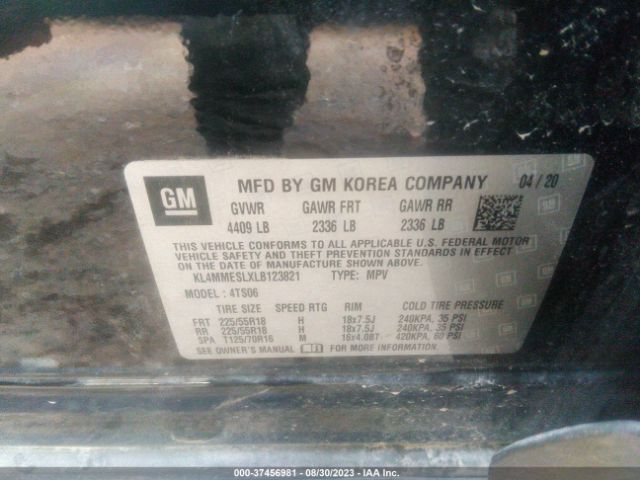 GM
MFD BY GM KOREA COMPANY 04/20
GVWR GAWR FRT GAWR RR
4409 LB 2336 LB 2336 LB
THIS VEHICLE CONFORMS TO ALL APPLICABLE U.S. FEDERAL MOTOR
VEHICLE SAFETY AND THEFT PREVENTION STANDARDS IN EFFECT ON
THE DATE OF MANUFACTURE SHOWN ABOVE.
KL4MMESLXLB123821 TYPE: MPV
MODEL: 4TS06
TIRE SIZE SPEED RTG RIM COLD TIRE PRESSURE
FRT 225/55R18 H 18x7.5J 240KPA, 35 PSI
RR 225/55R18 H 18x7.5J 240KPA, 35 PSI
SPA T125/70R16 M 16x4.0BT 420KPA, 60 PSI
SEE OWNER'S MANUAL FOR MORE INFORMATION.
000-37456981 - 08/30/2023 - IAA Inc.